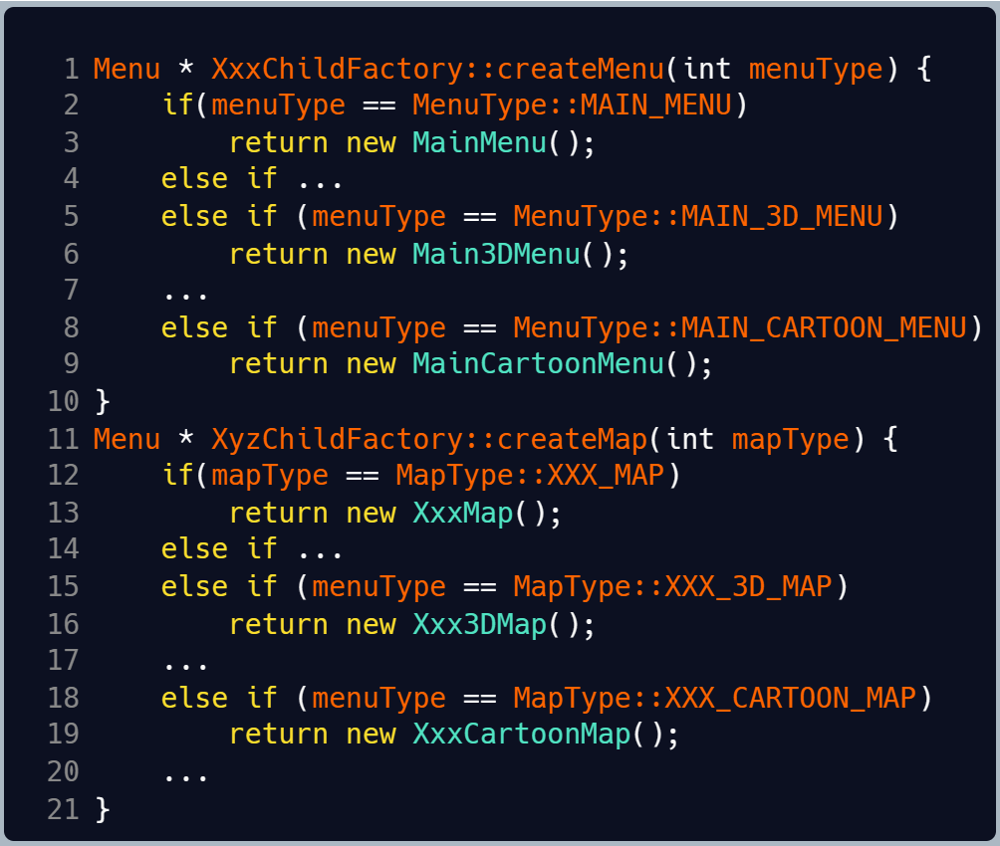 1 Menu * XxxChildFactory::createMenu(int menuType) {
2     if(menuType == MenuType::MAIN_MENU)
3         return new MainMenu();
4     else if ...
5     else if (menuType == MenuType::MAIN_3D_MENU)
6         return new Main3DMenu();
7     ...
8     else if (menuType == MenuType::MAIN_CARTOON_MENU)
9         return new MainCartoonMenu();
10 }
11 Menu * XyzChildFactory::createMap(int mapType) {
12     if(mapType == MapType::XXX_MAP)
13         return new XxxMap();
14     else if ...
15     else if (menuType == MapType::XXX_3D_MAP)
16         return new Xxx3DMap();
17     ...
18     else if (menuType == MapType::XXX_CARTOON_MAP)
19         return new XxxCartoonMap();
20     ...
21 }